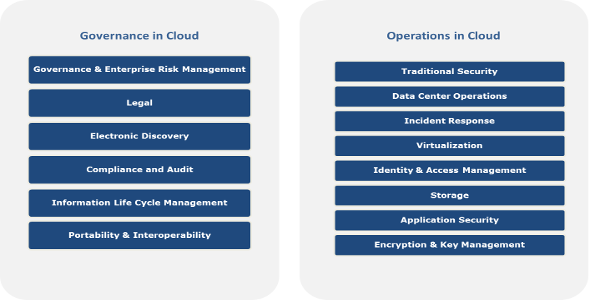 Governance in Cloud
Governance & Enterprise Risk Management
Legal
Electronic Discovery
Compliance and Audit
Information Life Cycle Management
Portability & Interoperability
Operations in Cloud
Traditional Security
Data Center Operations
Incident Response
Virtualization
Identity & Access Management
Storage
Application Security
Encryption & Key Management